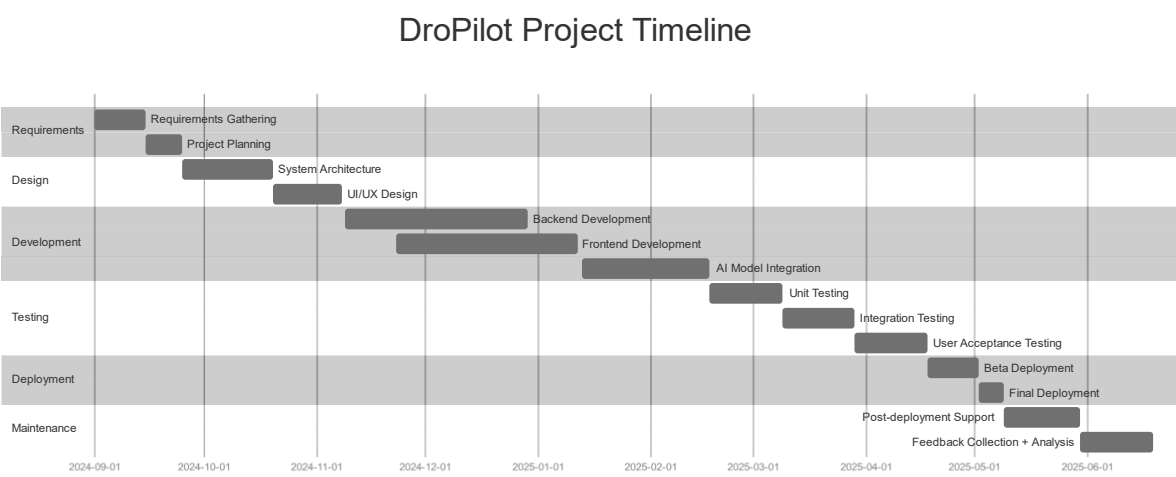 DroPilot Project Timeline
Requirements
Requirements Gathering
Project Planning
Design
System Architecture
UI/UX Design
Development
Backend Development
Frontend Development
AI Model Integration
Testing
Unit Testing
Integration Testing
User Acceptance Testing
Deployment
Beta Deployment
Final Deployment
Maintenance
Post-deployment Support
Feedback Collection + Analysis
2024-09-01 2024-10-01 2024-11-01 2024-12-01 2025-01-01 2025-02-01 2025-03-01 2025-04-01 2025-05-01 2025-06-01